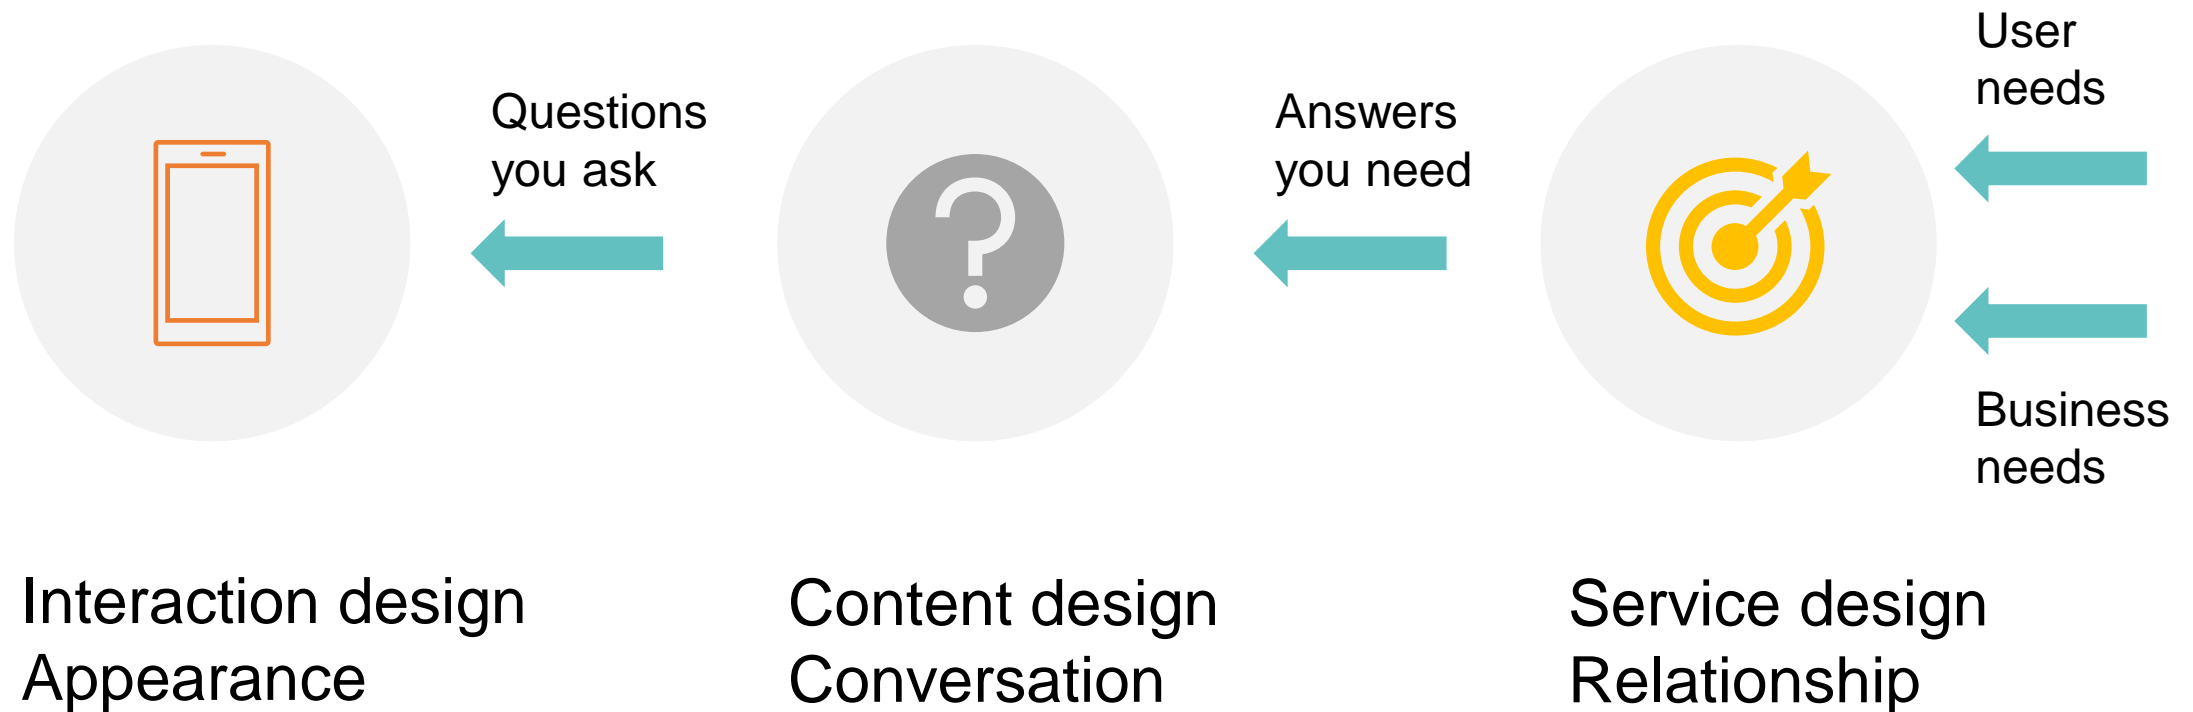 User
needs
Questions
you ask
Answers
you need
Business
needs
Interaction design
Appearance
Content design
Conversation
Service design
Relationship